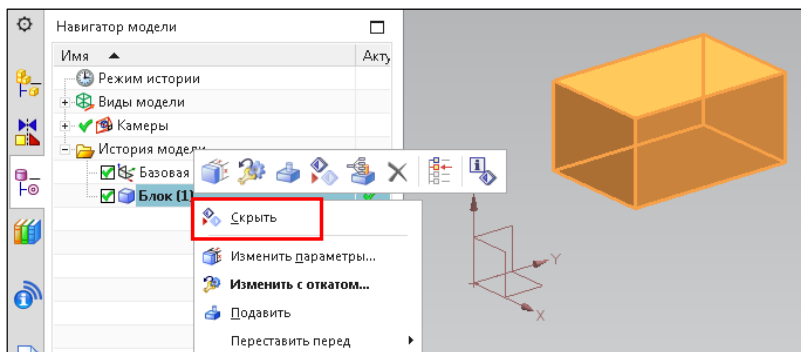 Навигатор модели
Имя
Режим истории
Виды модели
Камеры
История модели
Базовая
Блок (1)
Скрыть
Изменить параметры...
Изменить с откатом...
Подавить
Переставить перед
Y
X